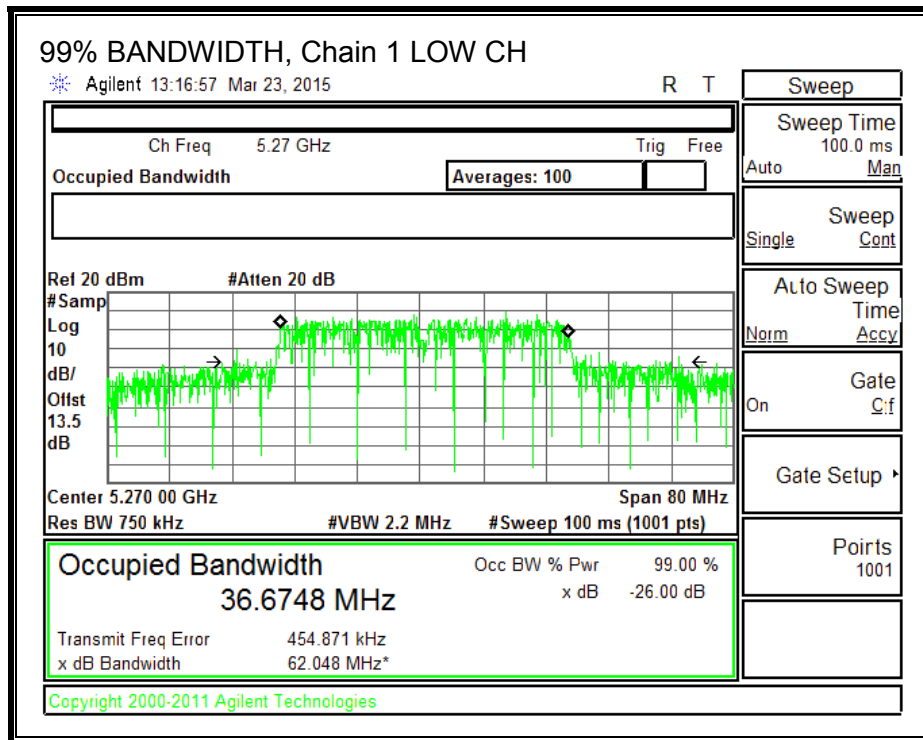 99% BANDWIDTH, Chain 1 LOW CH
Agilent 13:16:57 Mar 23, 2015 R T
Ch Freq 5.27 GHz Trig Free
Occupied Bandwidth Averages: 100
Ref 20 dBm #Atten 20 dB
#Samp
Log
10
dB/
Offst
13.5
dB
Center 5.270 00 GHz Span 80 MHz
Res BW 750 kHz #VBW 2.2 MHz #Sweep 100 ms (1001 pts)
Occupied Bandwidth Occ BW % Pwr 99.00 %
36.6748 MHz x dB -26.00 dB
Transmit Freq Error 454.871 kHz
x dB Bandwidth 62.048 MHz*
Copyright 2000-2011 Agilent Technologies
Sweep
Sweep Time
100.0 ms
Auto Man
Sweep
Single Cont
Auto Sweep
Time
Norm Accy
Gate
On Off
Gate Setup
Points
1001